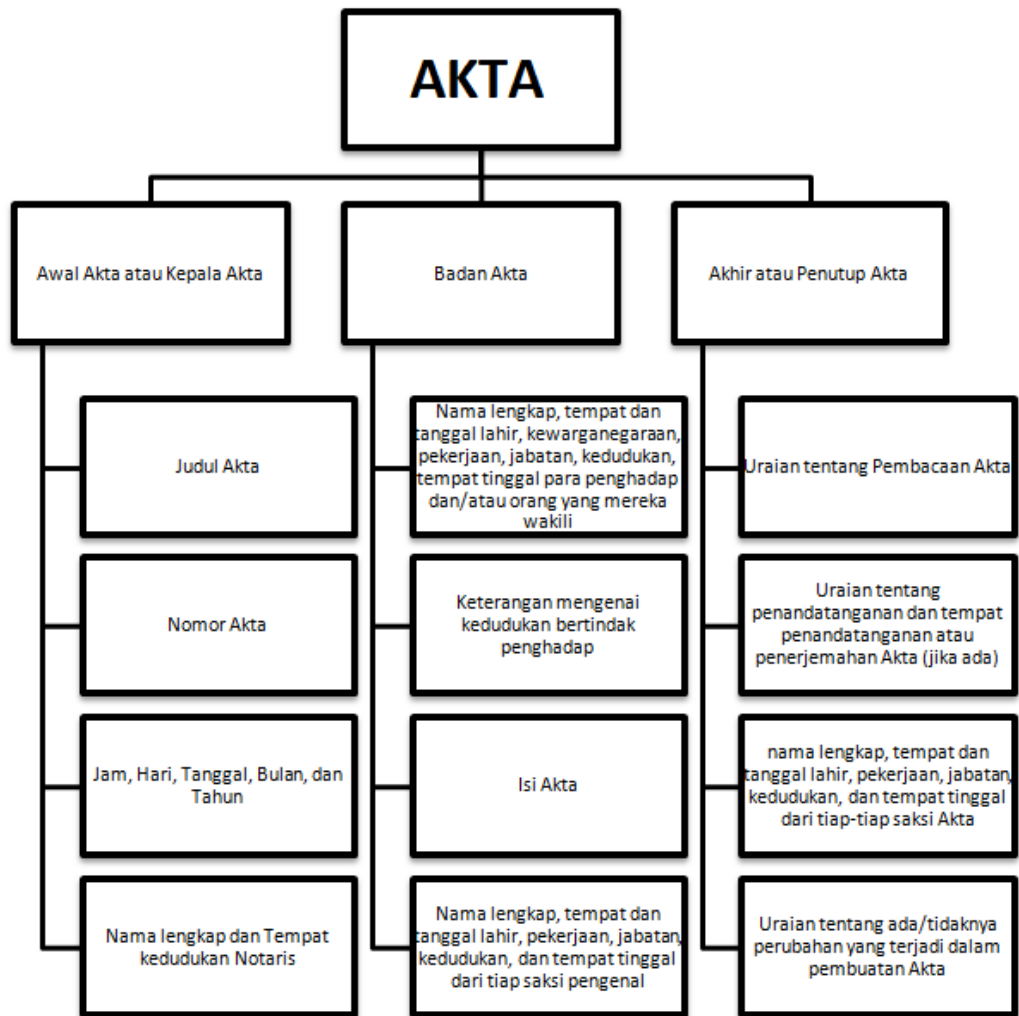 AKTA
Awal Akta atau Kepala Akta
Judul Akta
Nomor Akta
Jam, Hari, Tanggal, Bulan, dan
Tahun
Nama lengkap dan Tempat
kedudukan Notaris
Badan Akta
Nama lengkap, tempat dan
tanggal lahir, kewarganegaraan,
pekerjaan, jabatan, kedudukan,
tempat tinggal para penghadap
dan/atau orang yang mereka
wakili
Keterangan mengenai
kedudukan bertindak
penghadap
Isi Akta
Nama lengkap, tempat dan
tanggal lahir, pekerjaan, jabatan,
kedudukan, dan tempat tinggal
dari tiap saksi pengenal
Akhir atau Penutup Akta
Uraian tentang Pembacaan Akta
Uraian tentang
penandatanganan dan tempat
penandatanganan atau
penerjemahan Akta (jika ada)
nama lengkap, tempat dan
tanggal lahir, pekerjaan, jabatan,
kedudukan, dan tempat tinggal
dari tiap-tiap saksi Akta
Uraian tentang ada/tidaknya
perubahan yang terjadi dalam
pembuatan Akta